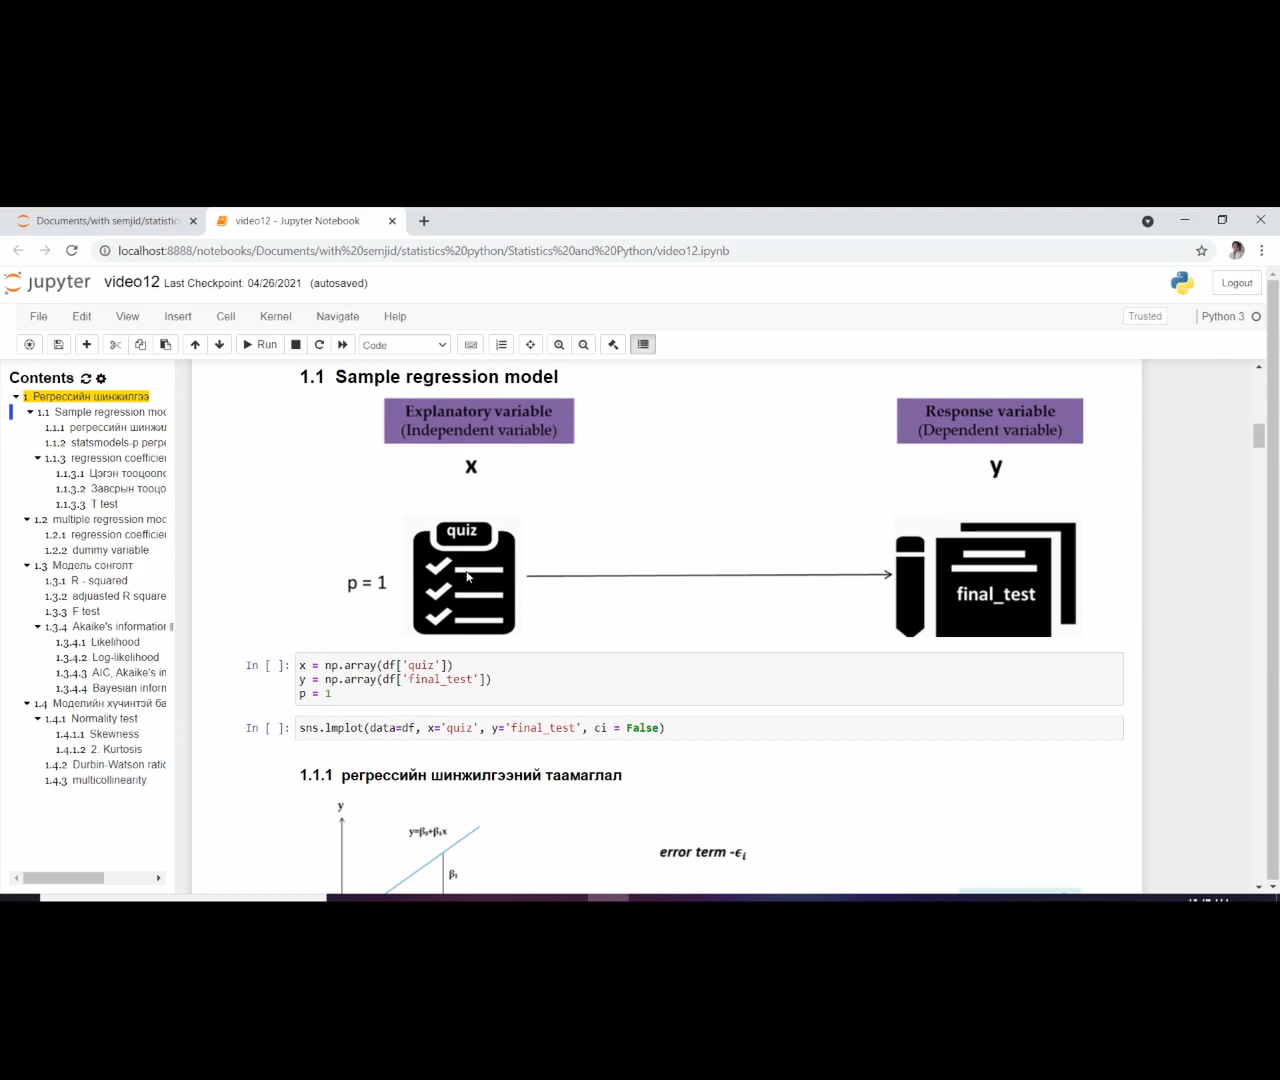 Documents/with semjid/statistic
video12 - Jupyter Notebook
localhost:8888/notebooks/Documents/with%20semjid/statistics%20python/Statistics%20and%20Python/video12.ipynb
jupyter video12 Last Checkpoint: 04/26/2021 (autosaved)
Logout
File Edit View Insert Cell Kernel Navigate Help
Trusted
Python 3
Run
Code
Contents
1 Регрессийн шинжилгээ
1.1 Sample regression mod
1.1.1 регрессийн шинжил
1.1.2 statsmodels-р регре
1.1.3 regression coefficier
1.1.3.1 Цэгэн тооцооло
1.1.3.2 Завсрын тооцо
1.1.3.3 T test
1.2 multiple regression moc
1.2.1 regression coefficier
1.2.2 dummy variable
1.3 Модель сонголт
1.3.1 R - squared
1.3.2 adjuasted R square
1.3.3 F test
1.3.4 Akaike's information
1.3.4.1 Likelihood
1.3.4.2 Log-likelihood
1.3.4.3 AIC, Akaike's in
1.3.4.4 Bayesian inforn
1.4 Моделийн хүчинтэй ба
1.4.1 Normality test
1.4.1.1 Skewness
1.4.1.2 2. Kurtosis
1.4.2 Durbin-Watson ratic
1.4.3 multicollinearity
1.1 Sample regression model
Explanatory variable
(Independent variable)
Response variable
(Dependent variable)
x
y
quiz
p = 1
final_test
In [ ]: x = np.array(df['quiz'])
y = np.array(df['final_test'])
p = 1
In [ ]: sns.lmplot(data=df, x='quiz', y='final_test', ci = False)
1.1.1 регрессийн шинжилгээний таамаглал
y
y=β₀+β₁x
error term -ϵᵢ
β₁